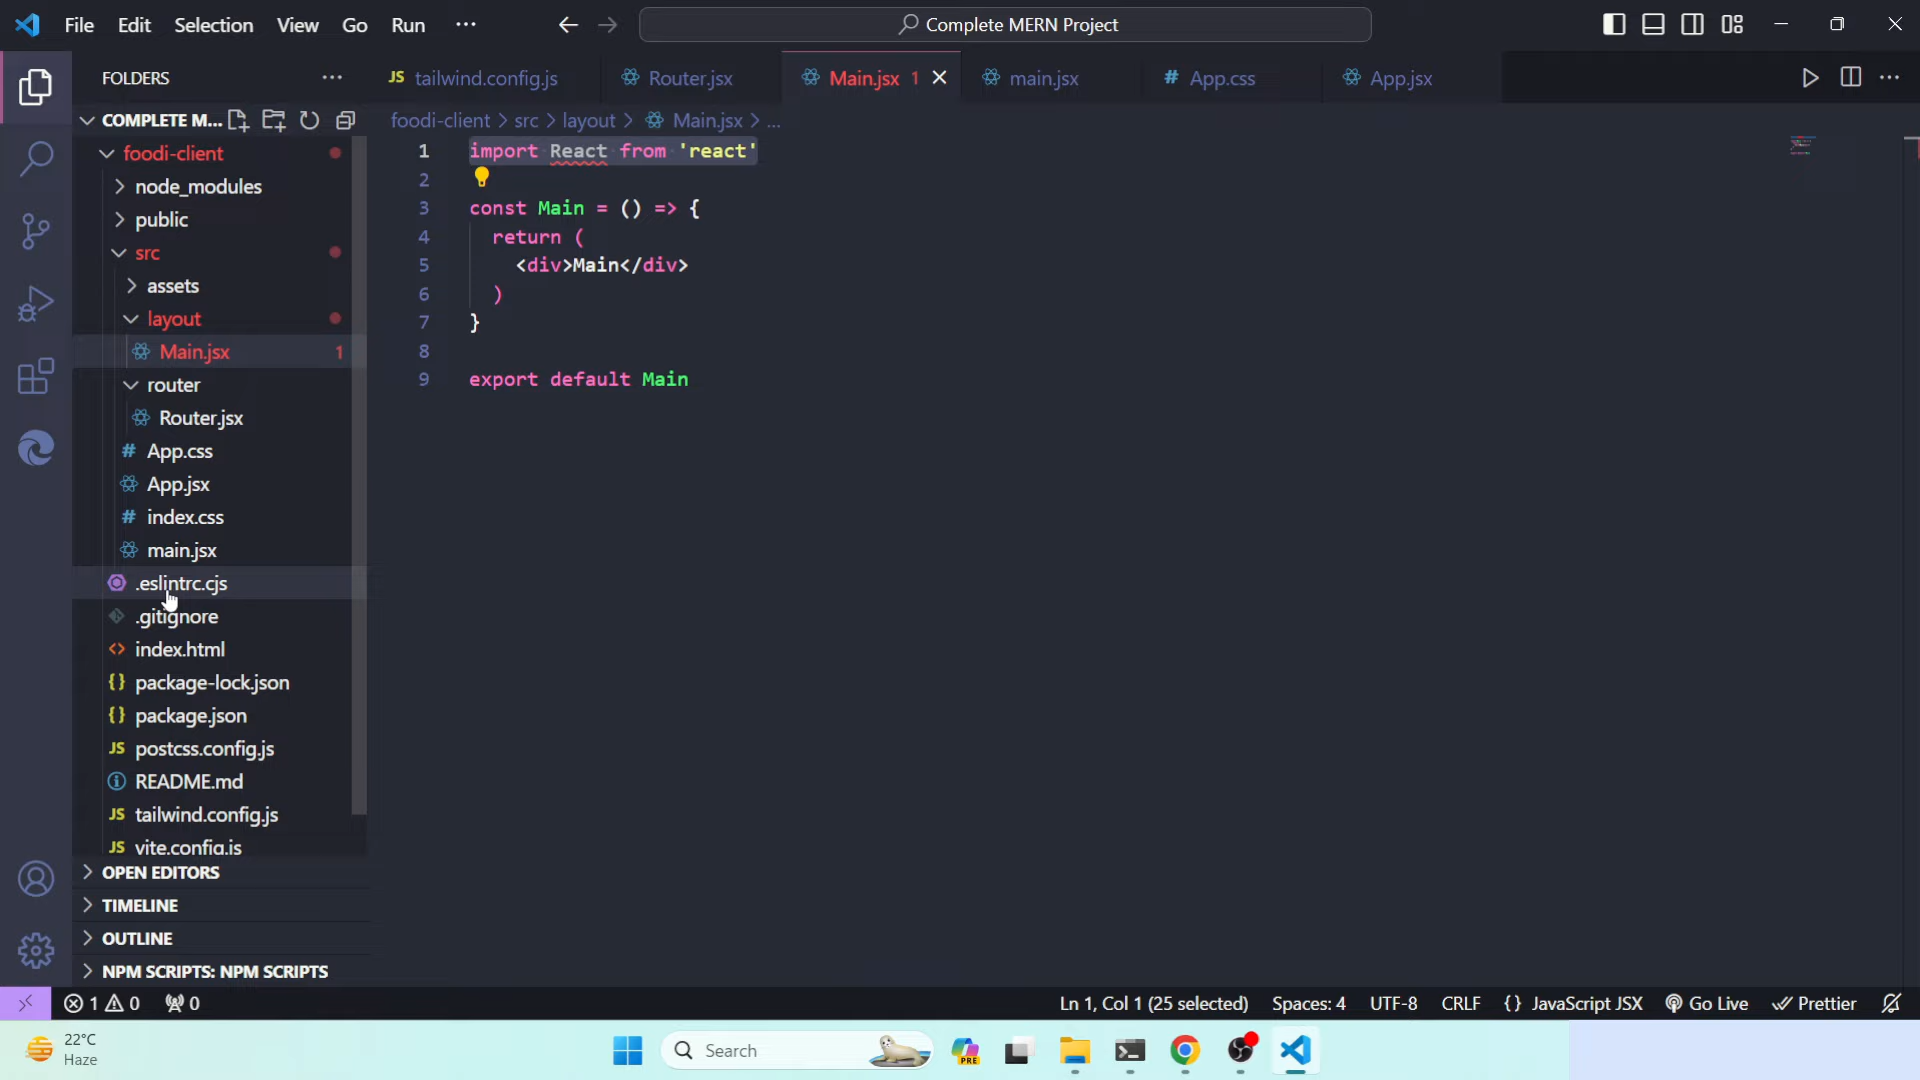 File Edit Selection View Go Run ... Complete MERN Project
FOLDERS
JS tailwind.config.js Router.jsx Main.jsx 1 main.jsx # App.css App.jsx
COMPLETE M...
foodi-client > src > layout > Main.jsx > ...
foodi-client
node_modules
public
src
assets
layout
Main.jsx 1
router
Router.jsx
# App.css
App.jsx
# index.css
main.jsx
.eslintrc.cjs
.gitignore
<> index.html
{} package-lock.json
{} package.json
JS postcss.config.js
README.md
JS tailwind.config.js
JS vite.config.js
OPEN EDITORS
TIMELINE
OUTLINE
NPM SCRIPTS: NPM SCRIPTS
1 import React from 'react'
2
3 const Main = () => {
4 return (
5 <div>Main</div>
6 )
7 }
8
9 export default Main
1 0 0 Ln 1, Col 1 (25 selected) Spaces: 4 UTF-8 CRLF {} JavaScript JSX Go Live Prettier
22°C
Haze
Search
PRE